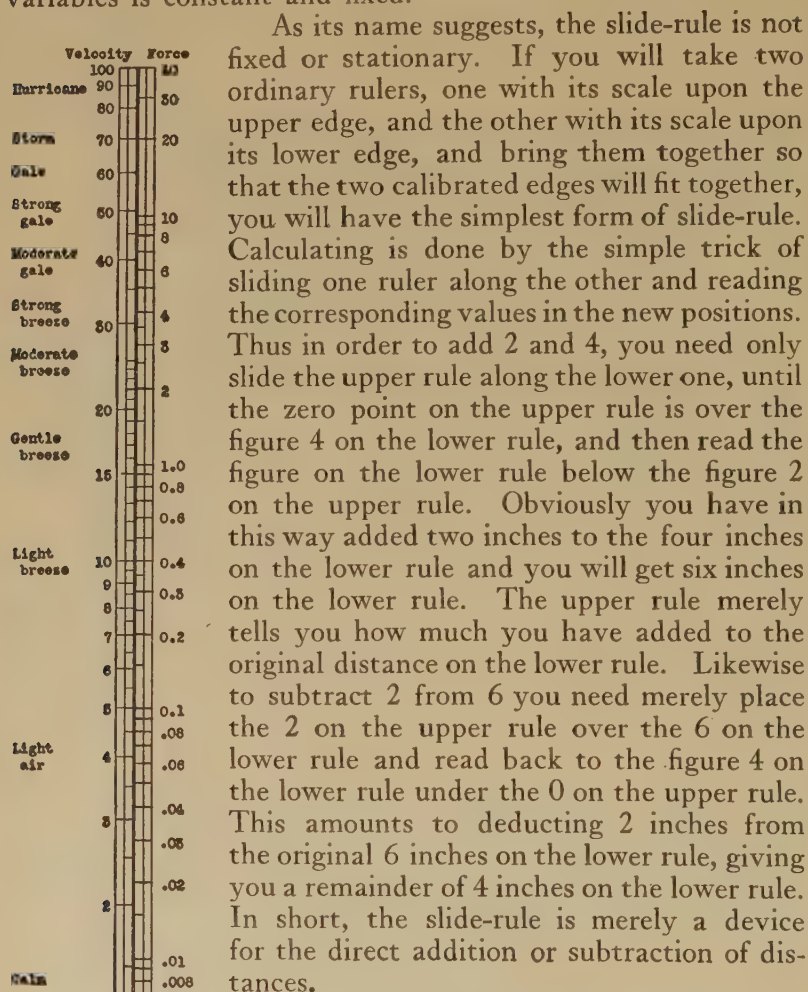 variables is constant and fixed.
As its name suggests, the slide-rule is not
fixed or stationary. If you will take two
ordinary rulers, one with its scale upon the
upper edge, and the other with its scale upon
its lower edge, and bring them together so
that the two calibrated edges will fit together,
you will have the simplest form of slide-rule.
Calculating is done by the simple trick of
sliding one ruler along the other and reading
the corresponding values in the new positions.
Thus in order to add 2 and 4, you need only
slide the upper rule along the lower one, until
the zero point on the upper rule is over the
figure 4 on the lower rule, and then read the
figure on the lower rule below the figure 2
on the upper rule. Obviously you have in
this way added two inches to the four inches
on the lower rule and you will get six inches
on the lower rule. The upper rule merely
tells you how much you have added to the
original distance on the lower rule. Likewise
to subtract 2 from 6 you need merely place
the 2 on the upper rule over the 6 on the
lower rule and read back to the figure 4 on
the lower rule under the 0 on the upper rule.
This amounts to deducting 2 inches from
the original 6 inches on the lower rule, giving
you a remainder of 4 inches on the lower rule.
In short, the slide-rule is merely a device
for the direct addition or subtraction of dis-
tances.
Velocity Force
100
Hurricane 90
80 30
Storm 70 20
Gale 60
Strong
gale 50 10
8
Moderate
gale 40 6
Strong
breeze 30 4
Moderate
breeze 3
2
20
Gentle
breeze
15 1.0
0.8
0.6
Light
breeze 10 0.4
9 0.3
8
7 0.2
6
5 0.1
.08
Light
air 4 .06
.04
3 .03
.02
2
.01
Calm .008